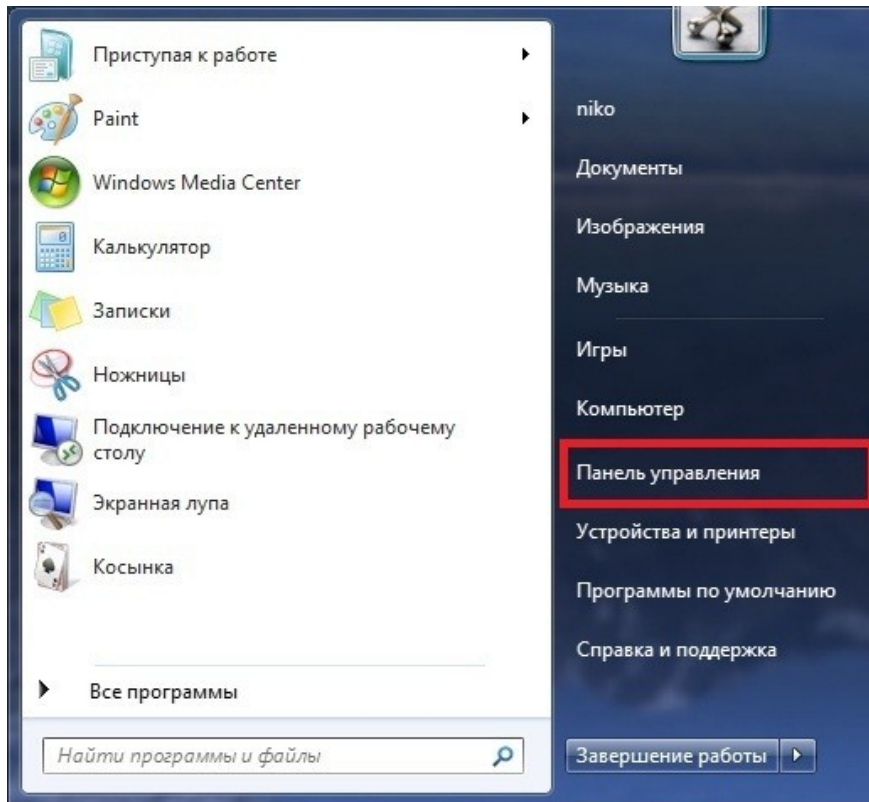 Приступая к работе
Paint
Windows Media Center
Калькулятор
Записки
Ножницы
Подключение к удаленному рабочему
столу
Экранная лупа
Косынка
Все программы
Найти программы и файлы
niko
Документы
Изображения
Музыка
Игры
Компьютер
Панель управления
Устройства и принтеры
Программы по умолчанию
Справка и поддержка
Завершение работы